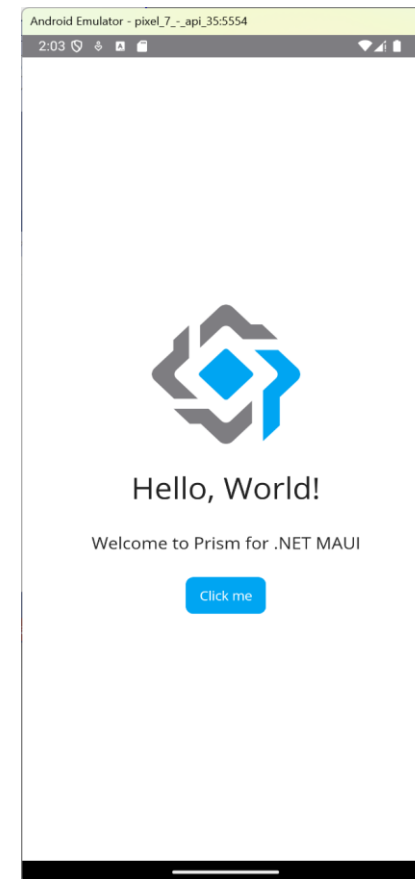 Android Emulator - pixel_7_-_api_35:5554
2:03
Hello, World!
Welcome to Prism for .NET MAUI
Click me